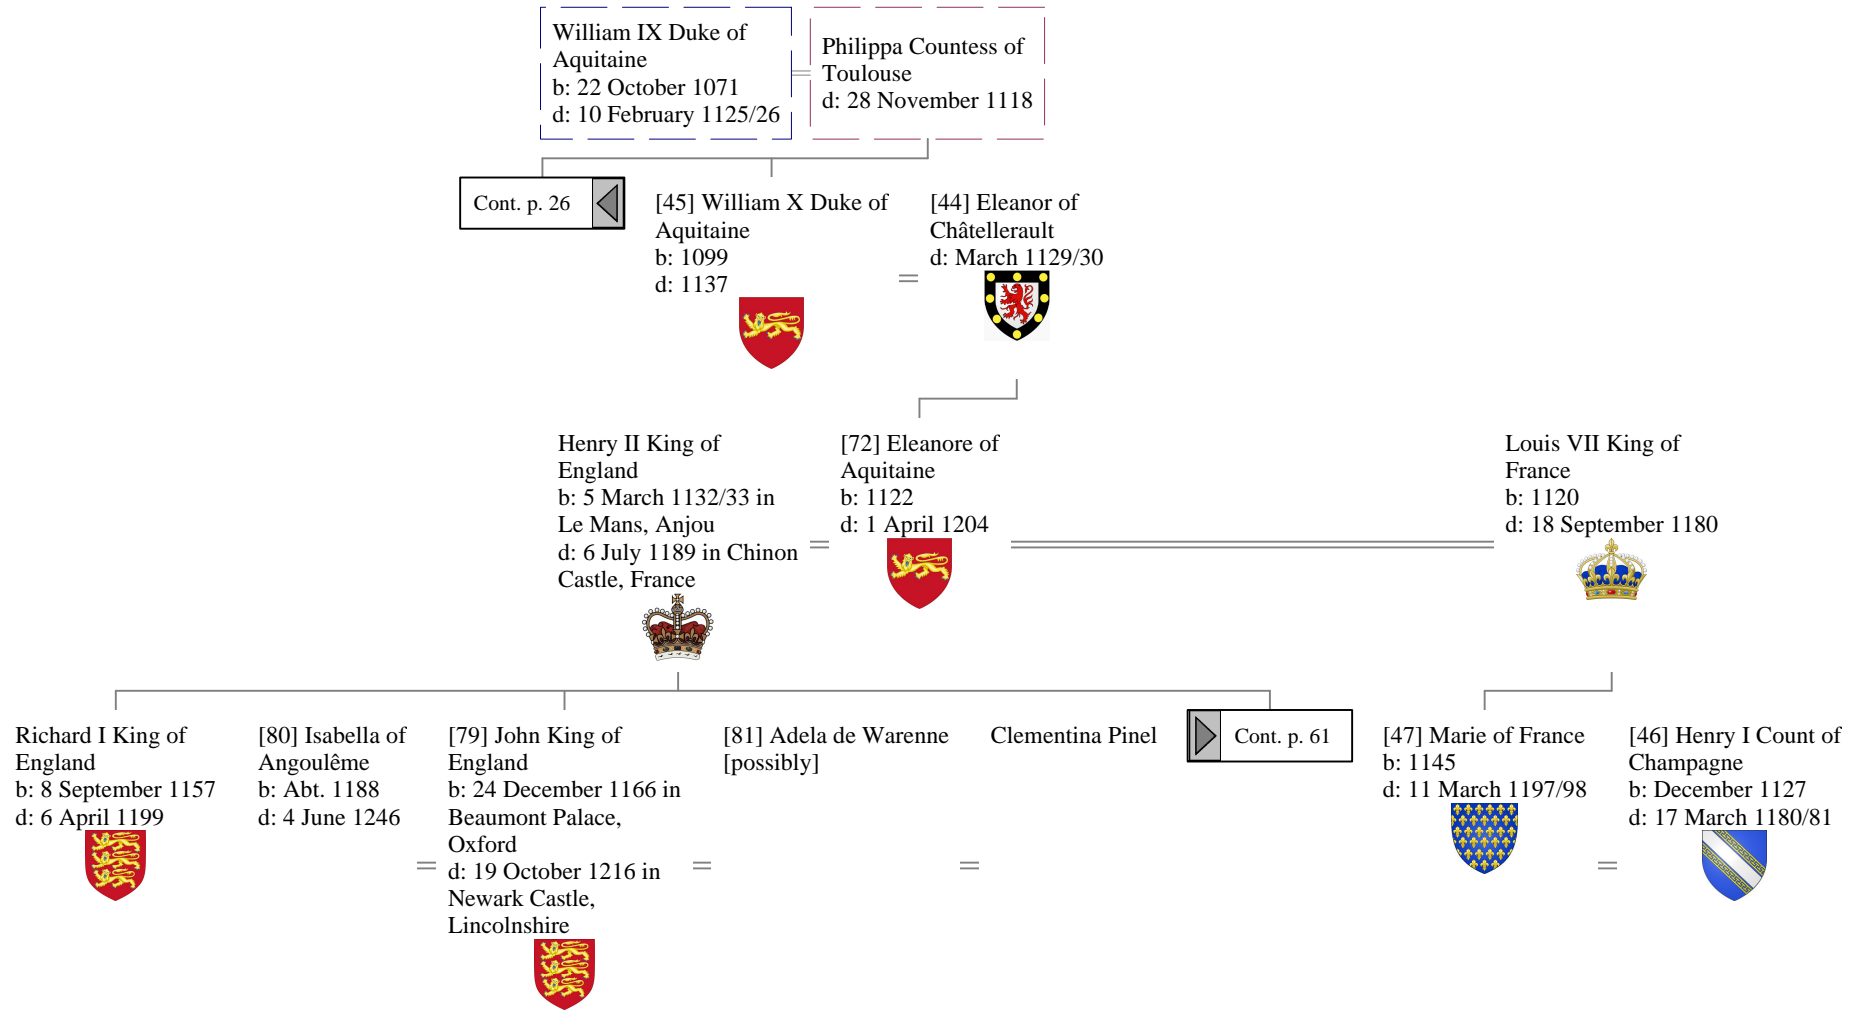 William IX Duke of
Aquitaine
b: 22 October 1071
d: 10 February 1125/26
Philippa Countess of
Toulouse
d: 28 November 1118
Cont. p. 26
[45] William X Duke of
Aquitaine
b: 1099
d: 1137
[44] Eleanor of
Châtellerault
d: March 1129/30
Henry II King of
England
b: 5 March 1132/33 in
Le Mans, Anjou
d: 6 July 1189 in Chinon
Castle, France
[72] Eleanore of
Aquitaine
b: 1122
d: 1 April 1204
Louis VII King of
France
b: 1120
d: 18 September 1180
Richard I King of
England
b: 8 September 1157
d: 6 April 1199
[80] Isabella of
Angoulême
b: Abt. 1188
d: 4 June 1246
[79] John King of
England
b: 24 December 1166 in
Beaumont Palace,
Oxford
d: 19 October 1216 in
Newark Castle,
Lincolnshire
[81] Adela de Warenne
[possibly]
Clementina Pinel
Cont. p. 61
[47] Marie of France
b: 1145
d: 11 March 1197/98
[46] Henry I Count of
Champagne
b: December 1127
d: 17 March 1180/81